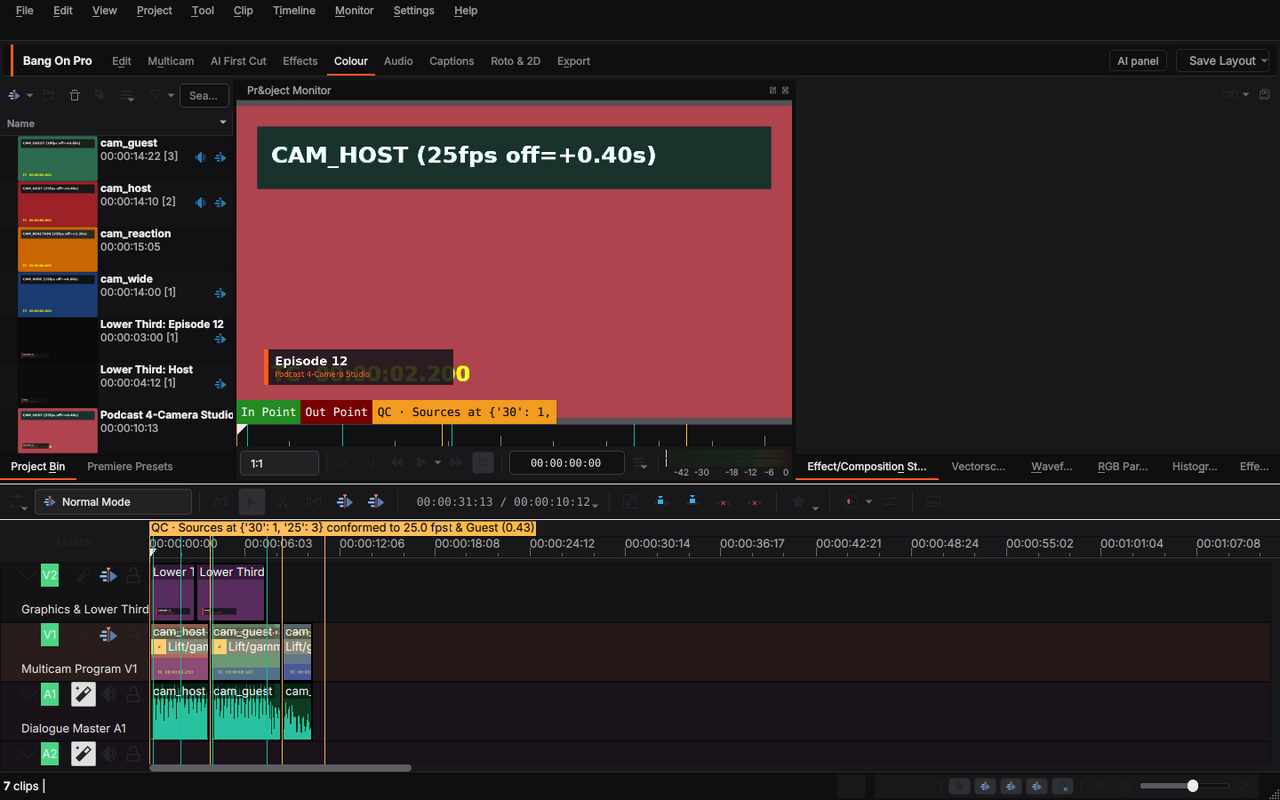 File Edit View Project Tool Clip Timeline Monitor Settings Help
Bang On Pro Edit Multicam AI First Cut Effects Colour Audio Captions Roto & 2D Export AI panel Save Layout
Sea...
Pr&oject Monitor
Name
cam_guest
00:00:14:22 [3]
cam_host
00:00:14:10 [2]
cam_reaction
00:00:15:05
cam_wide
00:00:14:00 [1]
Lower Third: Episode 12
00:00:03:00 [1]
Lower Third: Host
00:00:04:12 [1]
Podcast 4-Camera Studio
00:00:10:13
CAM_HOST (25fps off=+0.40s)
Episode 12
Podcast 4-Camera Studio
00:00:02.200
In Point Out Point QC · Sources at {'30': 1,
1:1 00:00:00:00
-42 -30 -18 -12 -6 0
Project Bin Premiere Presets
Effect/Composition St... Vectorsc... Wavef... RGB Par... Histogr... Effe...
Normal Mode 00:00:31:13 / 00:00:10:12
QC · Sources at {'30': 1, '25': 3} conformed to 25.0 fps & Guest (0.43)
Master
00:00:00:00 00:00:06:03 00:00:12:06 00:00:18:08 00:00:24:12 00:00:30:14 00:00:36:17 00:00:42:21 00:00:48:24 00:00:55:02 00:01:01:04 00:01:07:08
V2 Lower T Lower Third
Graphics & Lower Third
V1 cam_host cam_guest cam_
Lift/gam Lift/gamm Lift/g
Multicam Program V1
A1 cam_host cam_guest cam_
Dialogue Master A1
A2
7 clips